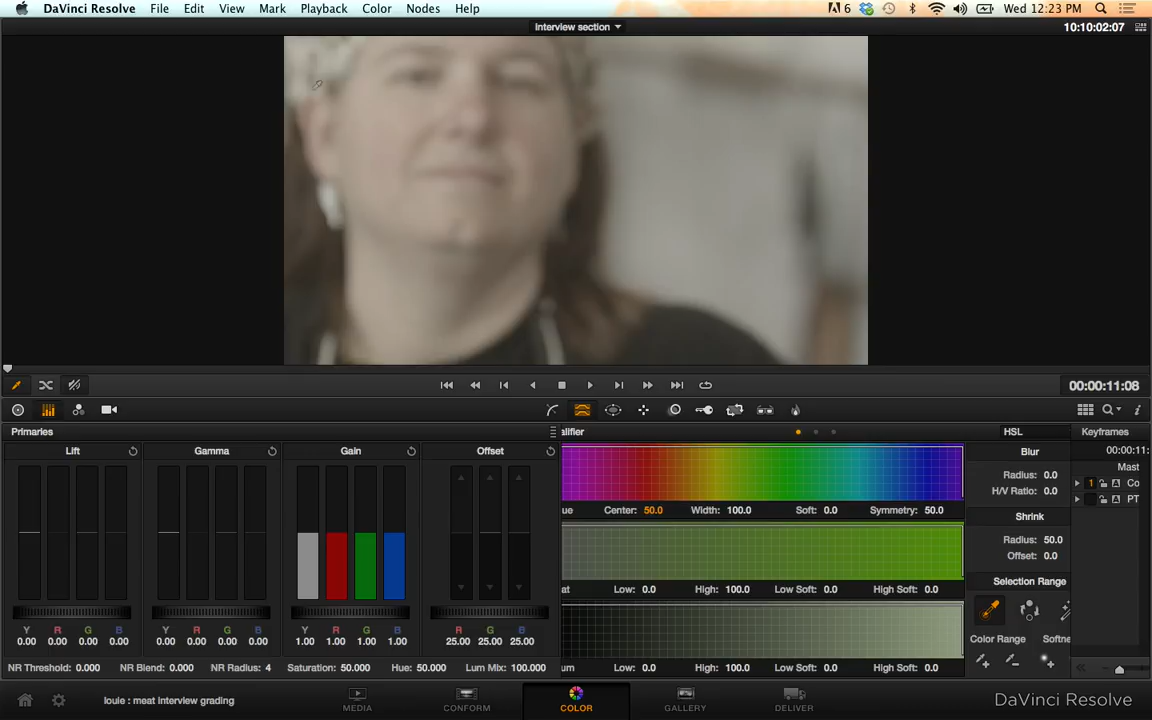 DaVinci Resolve File Edit View Mark Playback Color Nodes Help 6 Wed 12:23 PM
interview section 10:10:02:07
00:00:11:08
Primaries alifier HSL Keyframes
Lift Gamma Gain Offset Blur 00:00:11:
Mast
Radius: 0.0
1 Co
H/V Ratio: 0.0
PT
ue Center: 50.0 Width: 100.0 Soft: 0.0 Symmetry: 50.0
Shrink
Radius: 50.0
Offset: 0.0
Selection Range
at Low: 0.0 High: 100.0 Low Soft: 0.0 High Soft: 0.0
Y R G B Y R G B Y R G B R G B
0.00 0.00 0.00 0.00 0.00 0.00 0.00 0.00 1.00 1.00 1.00 1.00 25.00 25.00 25.00
Color Range Softne
NR Threshold: 0.000 NR Blend: 0.000 NR Radius: 4 Saturation: 50.000 Hue: 50.000 Lum Mix: 100.000
um Low: 0.0 High: 100.0 Low Soft: 0.0 High Soft: 0.0
louie : meat interview grading
MEDIA CONFORM COLOR GALLERY DELIVER
DaVinci Resolve